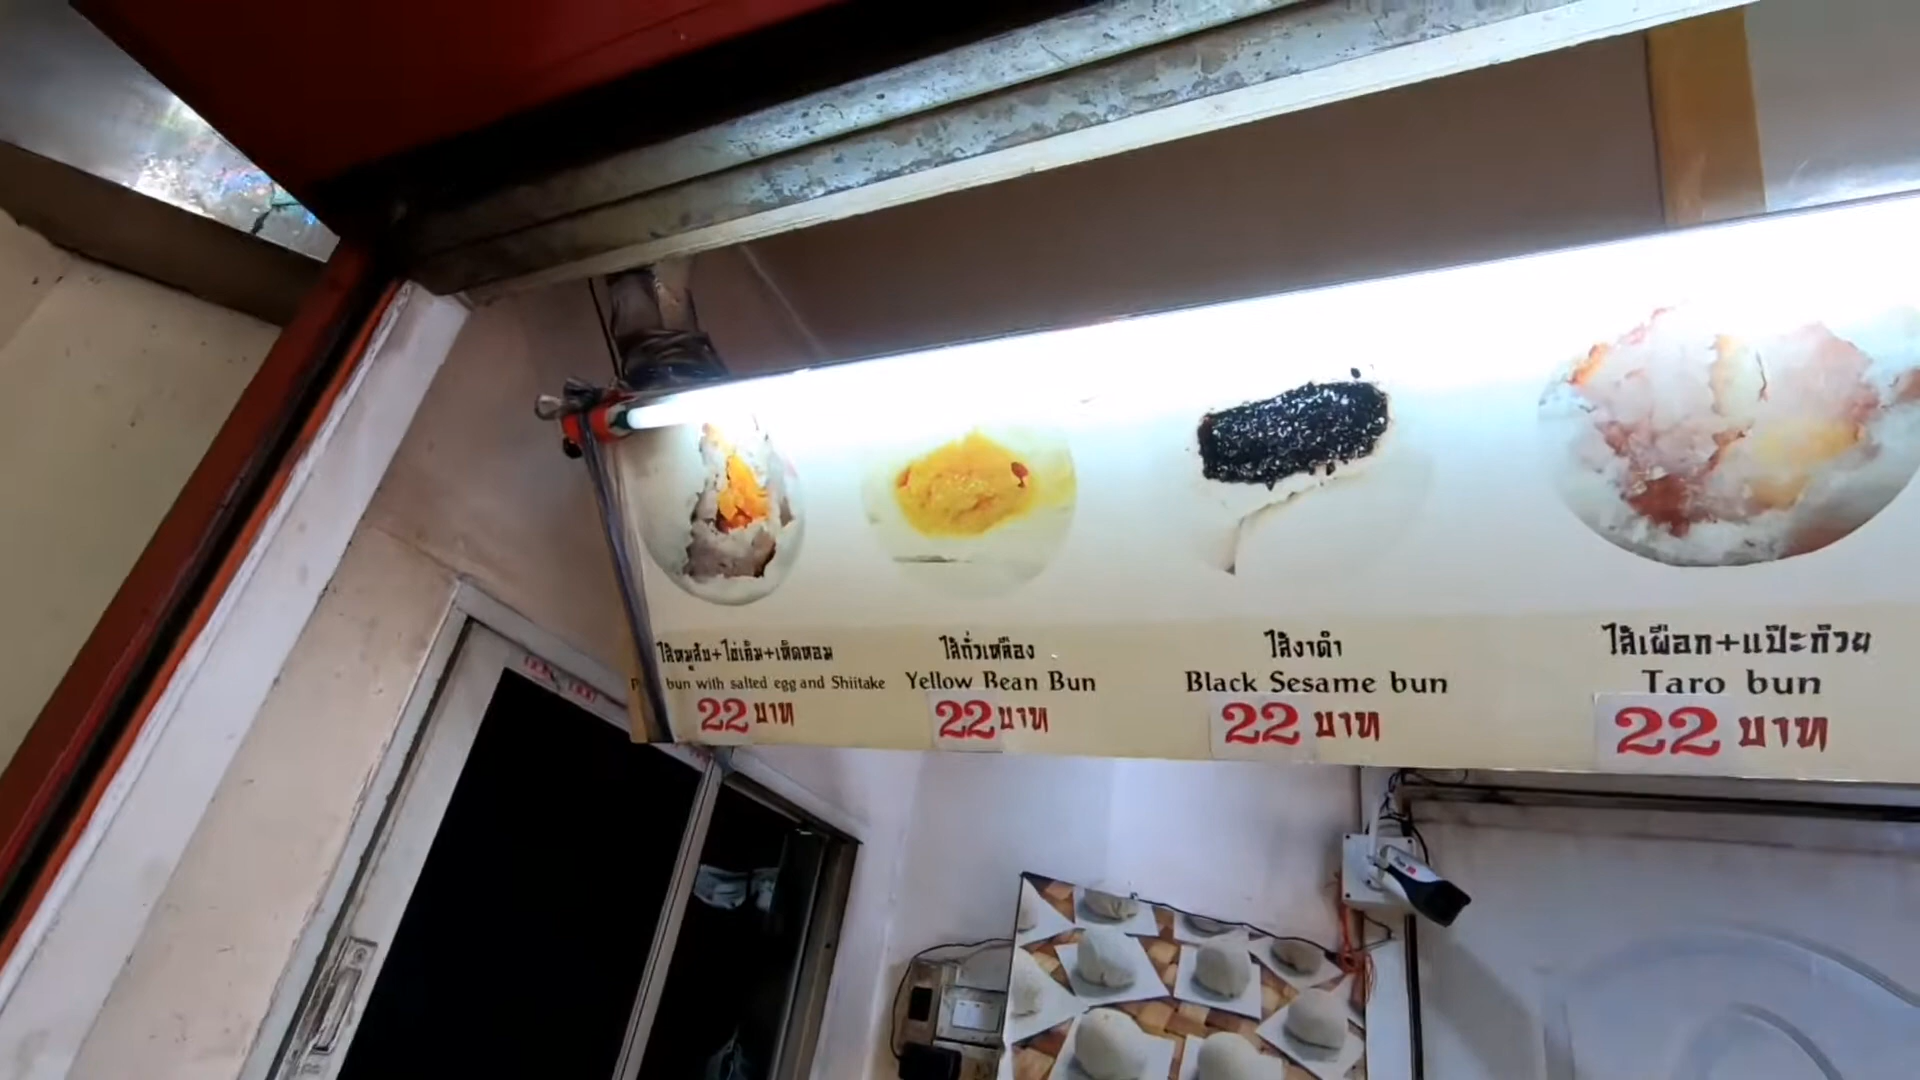 ไส้หมูสับ+ไข่เค็ม+เห็ดหอม
bun with salted egg and Shiitake
22 บาท
ไส้ถั่วเหลือง
Yellow Bean Bun
22 บาท
ไส้งาดำ
Black Sesame bun
22 บาท
ไส้เผือก+แป๊ะก๊วย
Taro bun
22 บาท